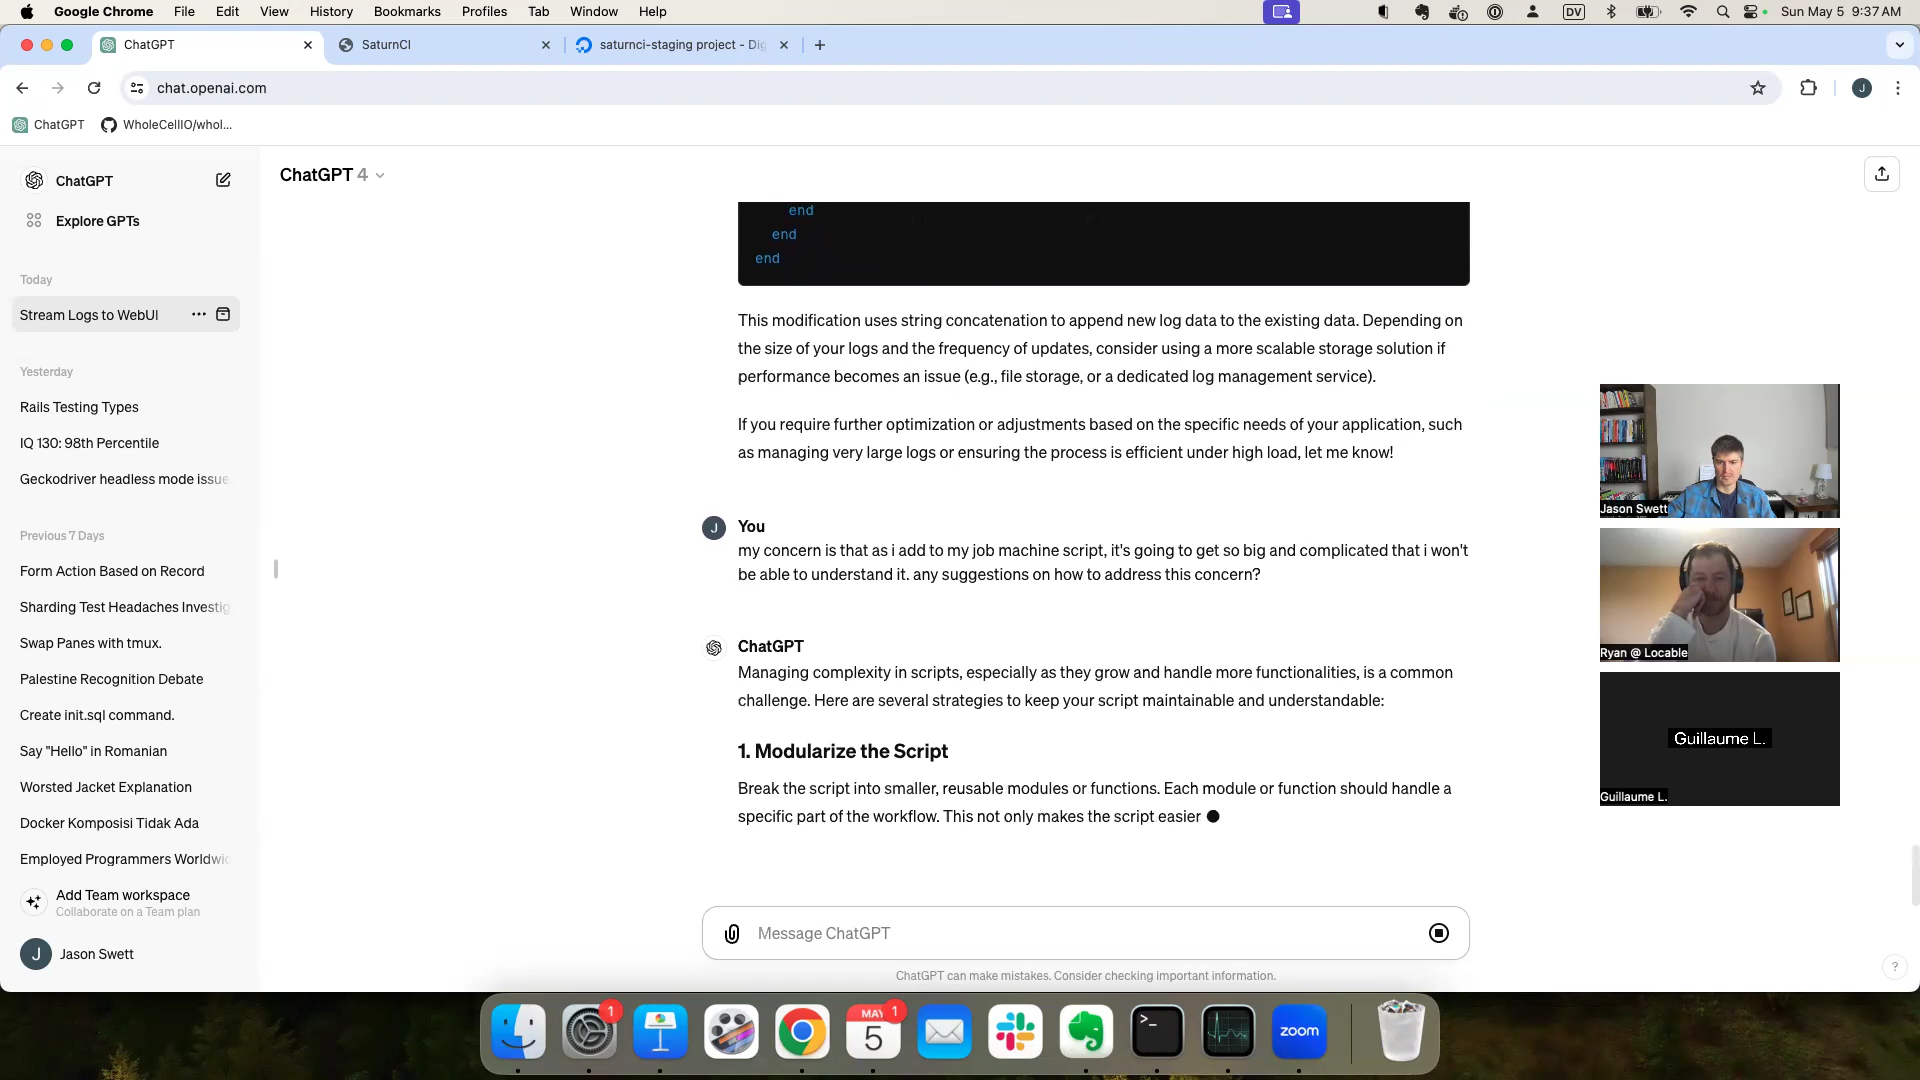 Google Chrome File Edit View History Bookmarks Profiles Tab Window Help DV Sun May 5 9:37 AM
ChatGPT SaturnCI saturnci-staging project - Dig
chat.openai.com J
ChatGPT WholeCellIO/whol...
ChatGPT
Explore GPTs
Today
Stream Logs to WebUI
Yesterday
Rails Testing Types
IQ 130: 98th Percentile
Geckodriver headless mode issue
Previous 7 Days
Form Action Based on Record
Sharding Test Headaches Investig
Swap Panes with tmux.
Palestine Recognition Debate
Create init.sql command.
Say "Hello" in Romanian
Worsted Jacket Explanation
Docker Komposisi Tidak Ada
Employed Programmers Worldwid
Add Team workspace
Collaborate on a Team plan
J Jason Swett
ChatGPT 4
end
end
end
This modification uses string concatenation to append new log data to the existing data. Depending on
the size of your logs and the frequency of updates, consider using a more scalable storage solution if
performance becomes an issue (e.g., file storage, or a dedicated log management service).
If you require further optimization or adjustments based on the specific needs of your application, such
as managing very large logs or ensuring the process is efficient under high load, let me know!
J You
my concern is that as i add to my job machine script, it's going to get so big and complicated that i won't
be able to understand it. any suggestions on how to address this concern?
ChatGPT
Managing complexity in scripts, especially as they grow and handle more functionalities, is a common
challenge. Here are several strategies to keep your script maintainable and understandable:
1. Modularize the Script
Break the script into smaller, reusable modules or functions. Each module or function should handle a
specific part of the workflow. This not only makes the script easier
Message ChatGPT
ChatGPT can make mistakes. Consider checking important information.
?
Jason Swett
Ryan @ Locable
Guillaume L.
Guillaume L.
1
MAY 1
5
>_
zoom